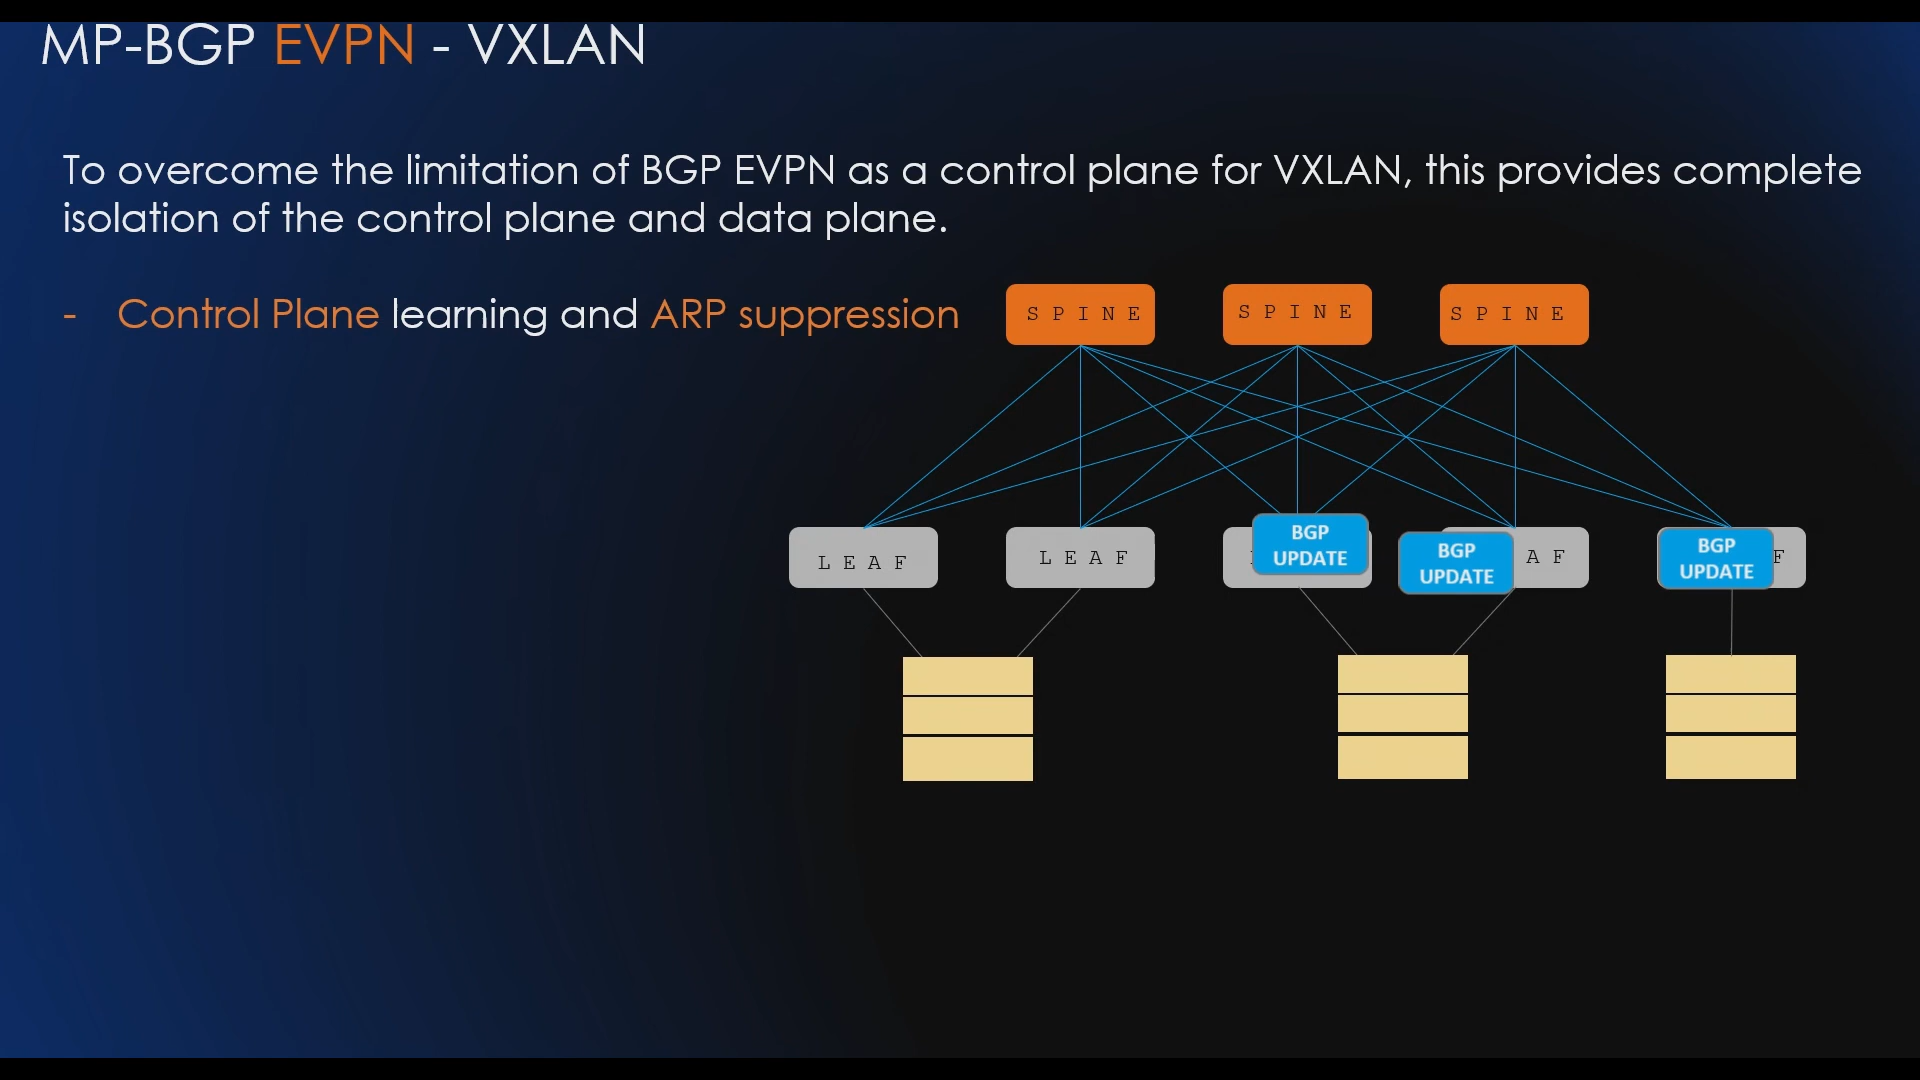 MP-BGP EVPN - VXLAN
To overcome the limitation of BGP EVPN as a control plane for VXLAN, this provides complete
isolation of the control plane and data plane.
- Control Plane learning and ARP suppression
SPINE SPINE SPINE
LEAF LEAF BGP UPDATE BGP UPDATE AF BGP UPDATE F